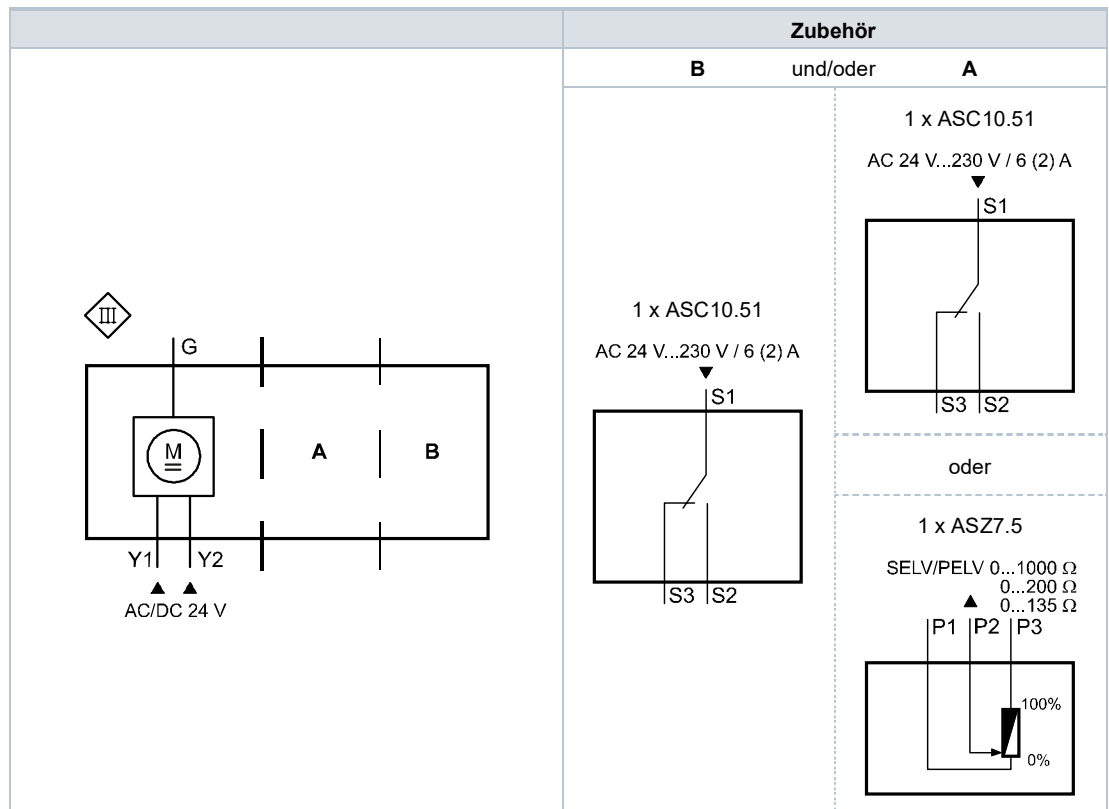 Zubehör
B und/oder A
III
G
M
A
B
Y1 Y2
AC/DC 24 V
1 x ASC10.51
AC 24 V...230 V / 6 (2) A
S1
S3 S2
1 x ASC10.51
AC 24 V...230 V / 6 (2) A
S1
S3 S2
oder
1 x ASZ7.5
SELV/PELV 0...1000 Ω
0...200 Ω
0...135 Ω
P1 P2 P3
100%
0%